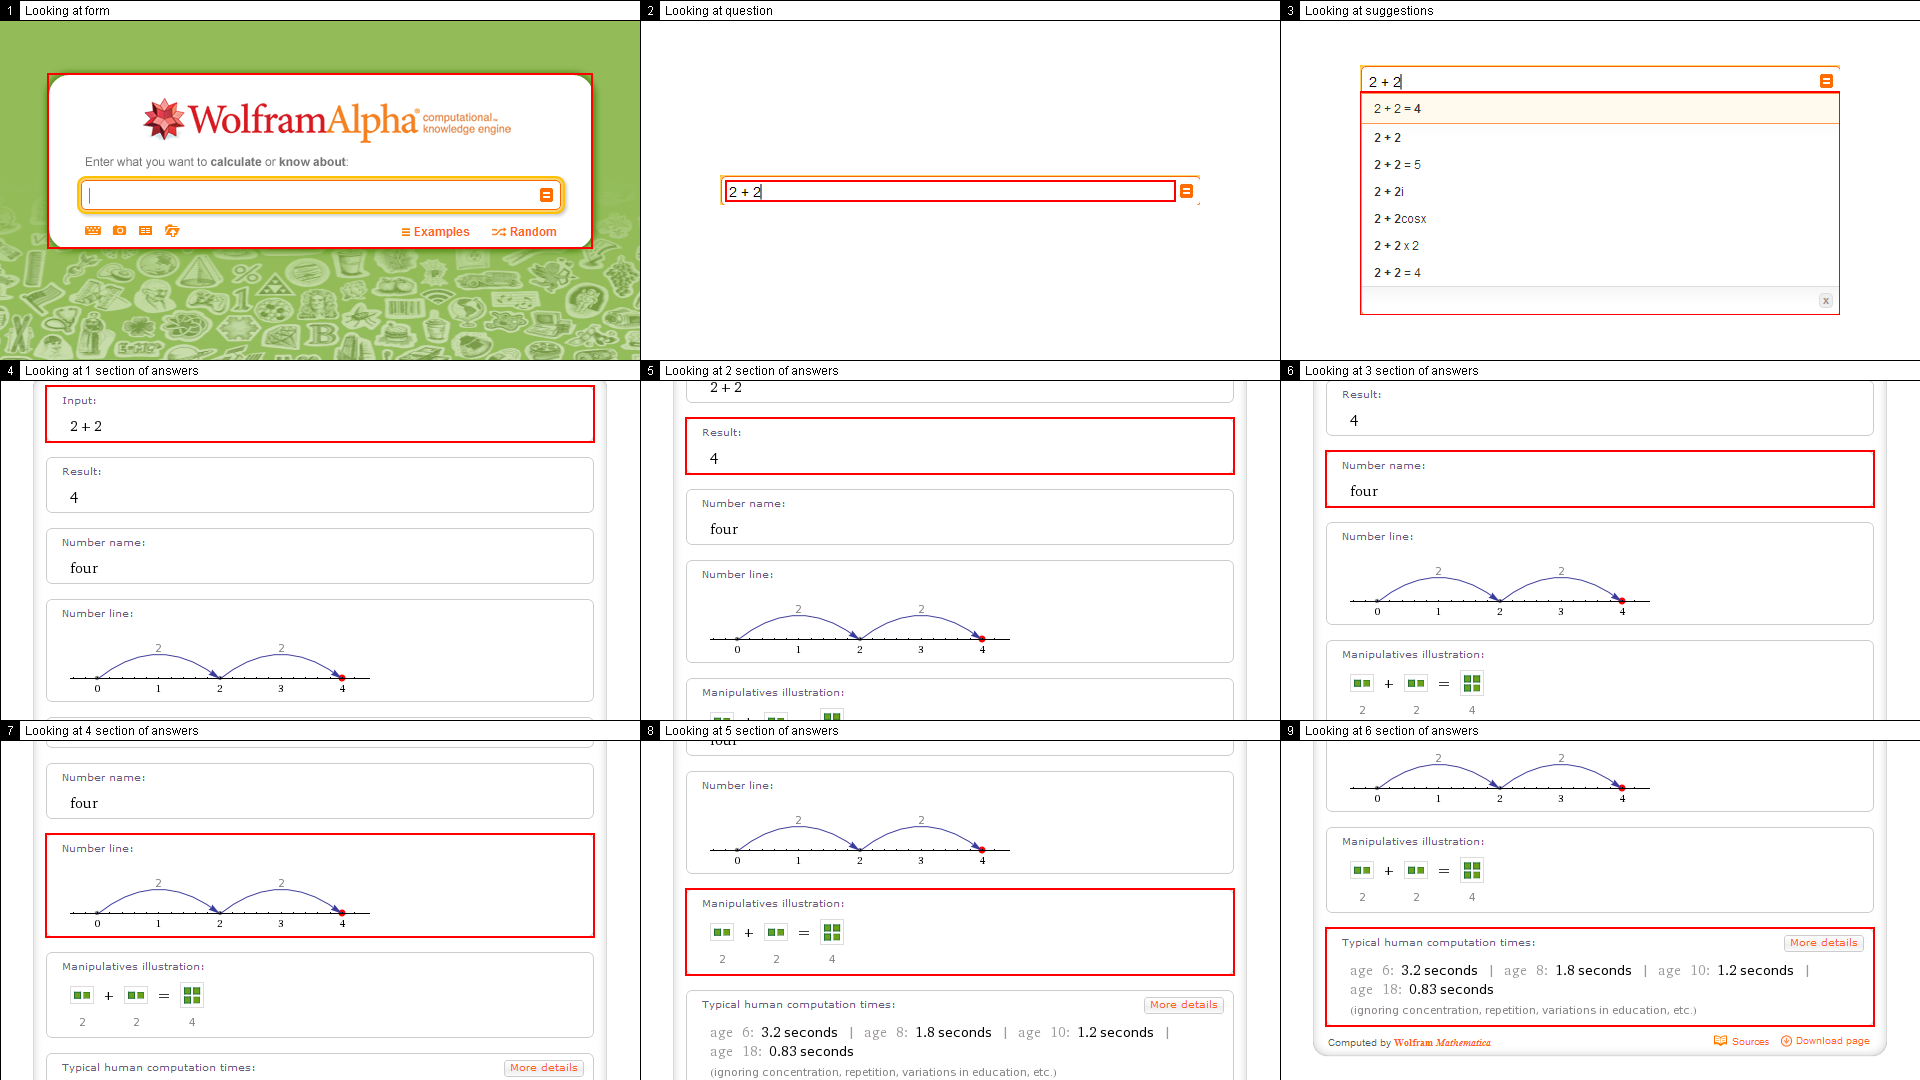 1 Looking at form
WolframAlpha computational knowledge engine
Enter what you want to calculate or know about:
Examples Random
2 Looking at question
2 + 2
3 Looking at suggestions
2 + 2
2 + 2 = 4
2 + 2
2 + 2 = 5
2 + 2i
2 + 2cosx
2 + 2 x 2
2 + 2 = 4
x
4 Looking at 1 section of answers
Input:
2 + 2
Result:
4
Number name:
four
Number line:
2 2
0 1 2 3 4
5 Looking at 2 section of answers
2 + 2
Result:
4
Number name:
four
Number line:
2 2
0 1 2 3 4
Manipulatives illustration:
6 Looking at 3 section of answers
Result:
4
Number name:
four
Number line:
2 2
0 1 2 3 4
Manipulatives illustration:
+ =
2 2 4
7 Looking at 4 section of answers
Number name:
four
Number line:
2 2
0 1 2 3 4
Manipulatives illustration:
+ =
2 2 4
Typical human computation times: More details
8 Looking at 5 section of answers
four
Number line:
2 2
0 1 2 3 4
Manipulatives illustration:
+ =
2 2 4
Typical human computation times: More details
age 6: 3.2 seconds | age 8: 1.8 seconds | age 10: 1.2 seconds |
age 18: 0.83 seconds
(ignoring concentration, repetition, variations in education, etc.)
9 Looking at 6 section of answers
2 2
0 1 2 3 4
Manipulatives illustration:
+ =
2 2 4
Typical human computation times: More details
age 6: 3.2 seconds | age 8: 1.8 seconds | age 10: 1.2 seconds |
age 18: 0.83 seconds
(ignoring concentration, repetition, variations in education, etc.)
Computed by Wolfram Mathematica Sources Download page